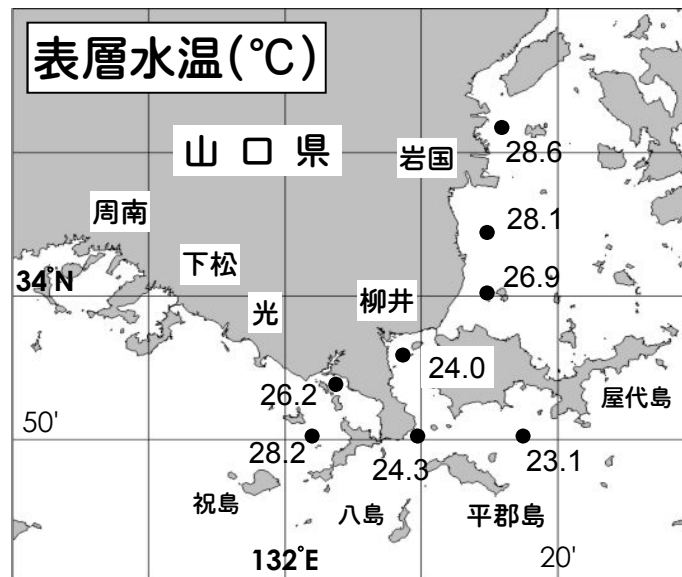 表層水温(℃)
山口県
岩国
28.6
周南
28.1
下松
26.9
34°N
光
柳井
24.0
26.2
屋代島
50'
28.2
24.3
23.1
祝島
八島
平郡島
132°E
20'